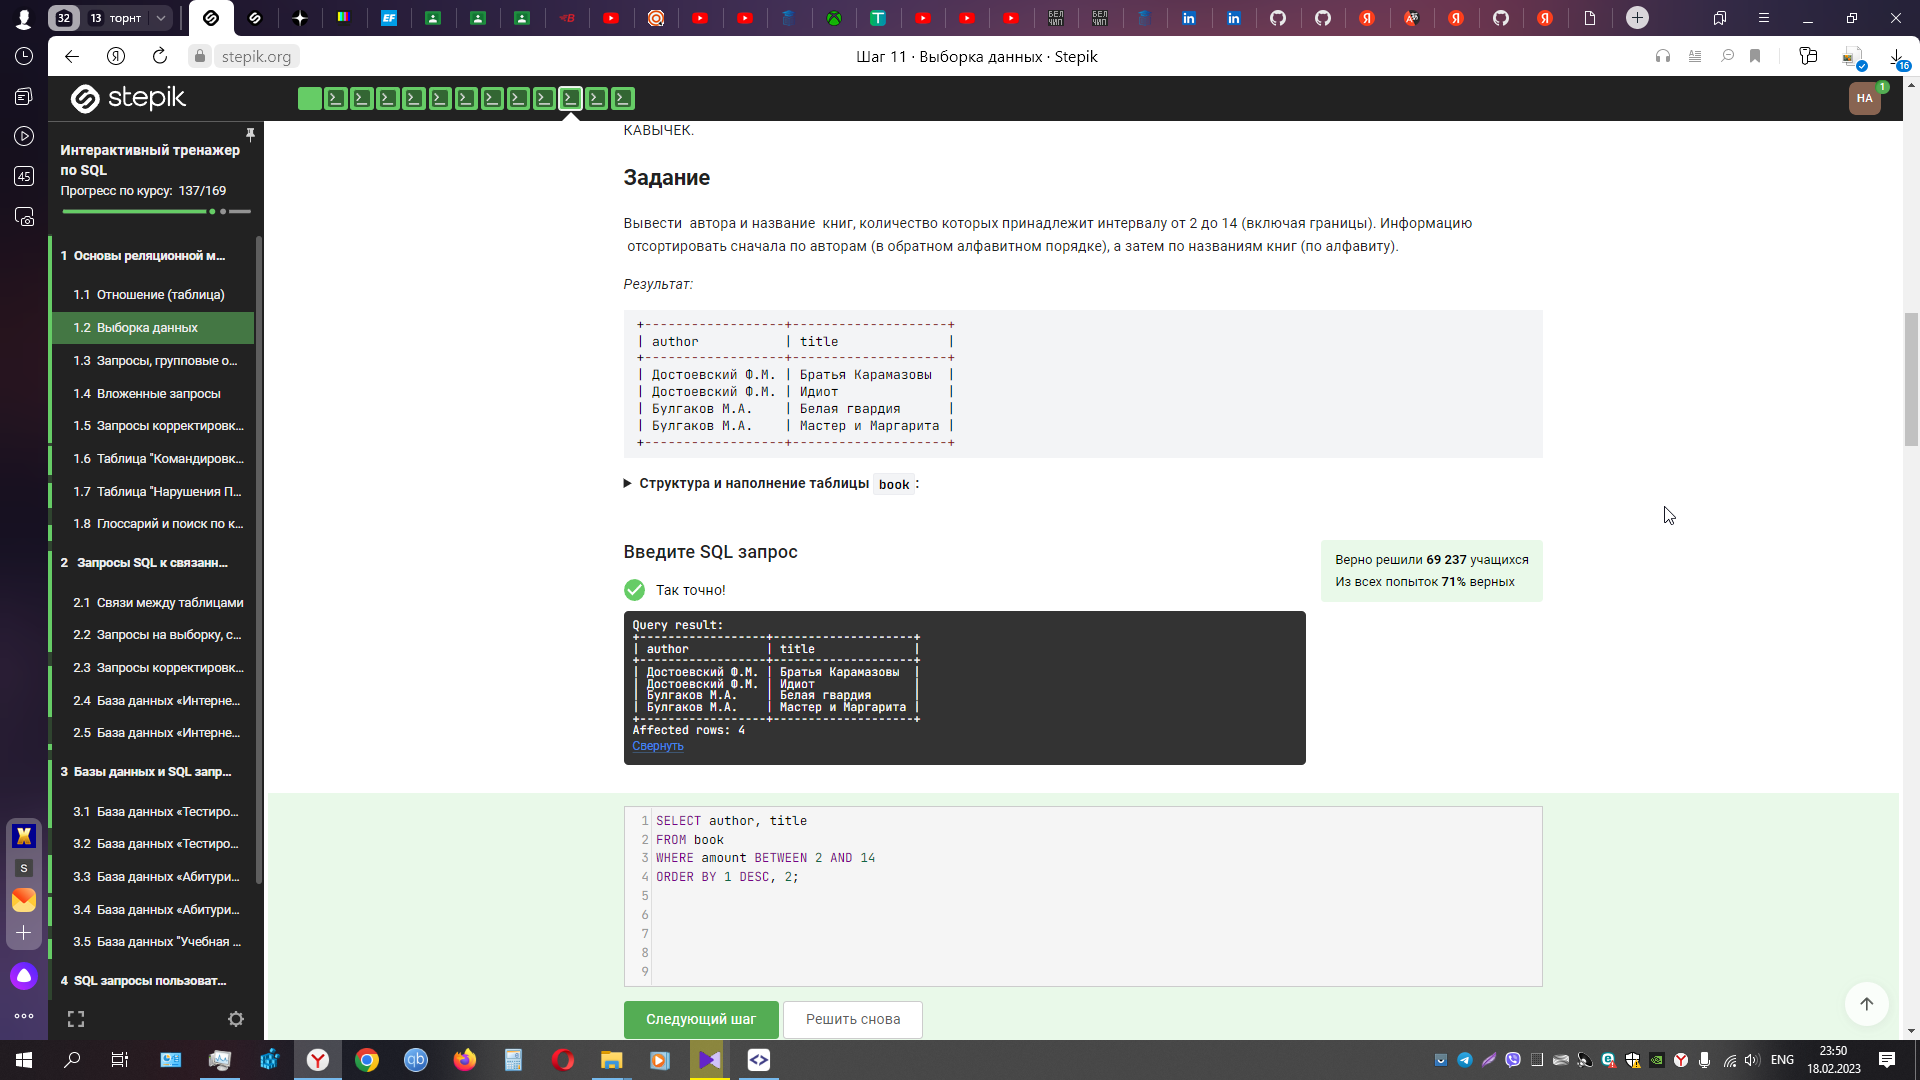 32
13 торнт
stepik.org
Шаг 11 · Выборка данных · Stepik
16
45
stepik
HA
1
Интерактивный тренажер
по SQL
Прогресс по курсу: 137/169
1 Основы реляционной м...
1.1 Отношение (таблица)
1.2 Выборка данных
1.3 Запросы, групповые о...
1.4 Вложенные запросы
1.5 Запросы корректировк...
1.6 Таблица "Командировк...
1.7 Таблица "Нарушения П...
1.8 Глоссарий и поиск по к...
2 Запросы SQL к связанн...
2.1 Связи между таблицами
2.2 Запросы на выборку, с...
2.3 Запросы корректировк...
2.4 База данных «Интерне...
2.5 База данных «Интерне...
3 Базы данных и SQL запр...
3.1 База данных «Тестиро...
3.2 База данных «Тестиро...
3.3 База данных «Абитури...
3.4 База данных «Абитури...
3.5 База данных "Учебная ...
4 SQL запросы пользоват...
КАВЫЧЕК.
Задание
Вывести автора и название книг, количество которых принадлежит интервалу от 2 до 14 (включая границы). Информацию
отсортировать сначала по авторам (в обратном алфавитном порядке), а затем по названиям книг (по алфавиту).
Результат:
+------------------+--------------------+
| author           | title              |
+------------------+--------------------+
| Достоевский Ф.М. | Братья Карамазовы  |
| Достоевский Ф.М. | Идиот              |
| Булгаков М.А.    | Белая гвардия      |
| Булгаков М.А.    | Мастер и Маргарита |
+------------------+--------------------+
Структура и наполнение таблицы book :
Введите SQL запрос
Верно решили 69 237 учащихся
Из всех попыток 71% верных
Так точно!
Query result:
+------------------+--------------------+
| author           | title              |
+------------------+--------------------+
| Достоевский Ф.М. | Братья Карамазовы  |
| Достоевский Ф.М. | Идиот              |
| Булгаков М.А.    | Белая гвардия      |
| Булгаков М.А.    | Мастер и Маргарита |
+------------------+--------------------+
Affected rows: 4
Свернуть
1 SELECT author, title
2 FROM book
3 WHERE amount BETWEEN 2 AND 14
4 ORDER BY 1 DESC, 2;
5
6
7
8
9
Следующий шаг
Решить снова
ENG
23:50
18.02.2023